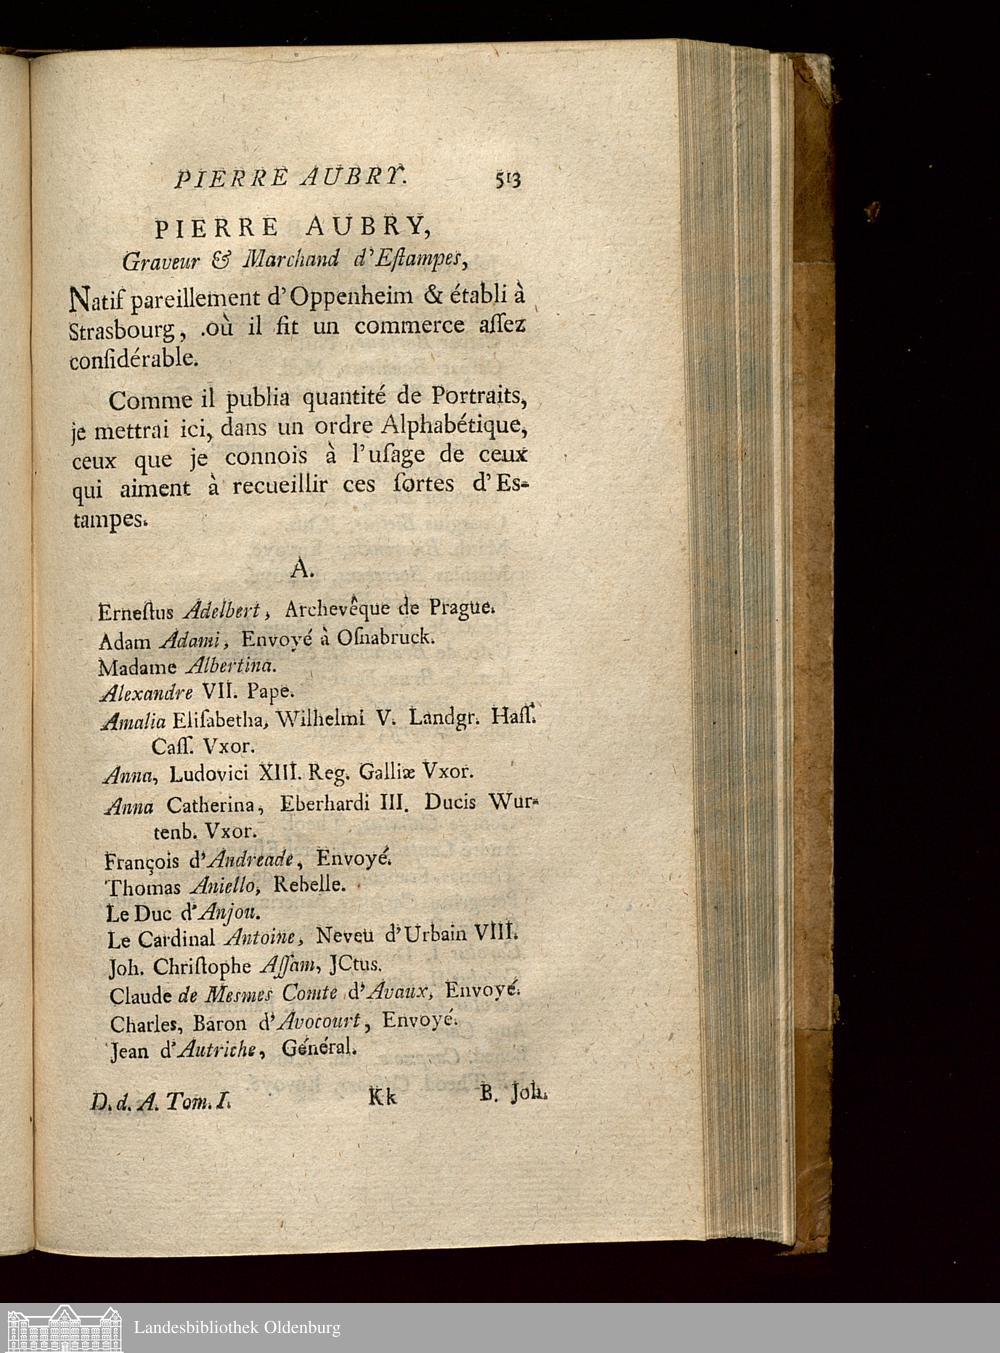 PIERRE AUBRY. 513
PIERRE AUBRY,
Graveur & Marchand d'Eſtampes,
Natif pareillement d'Oppenheim & établi à
Strasbourg, .où il fit un commerce aſſez
conſidérable.
Comme il publia quantité de Portraits,
je mettrai ici, dans un ordre Alphabétique,
ceux que je connois à l'uſage de ceux
qui aiment à recueillir ces ſortes d'Es-
tampes.
A.
Erneſtus Adelbert, Archevêque de Prague.
Adam Adami, Envoyé à Oſnabruck.
Madame Albertina.
Alexandre VII. Pape.
Amalia Eliſabetha, Wilhelmi V. Landgr. Haſſ.
Caſſ. Vxor.
Anna, Ludovici XIII. Reg. Galliæ Vxor.
Anna Catherina, Eberhardi III. Ducis Wur-
tenb. Vxor.
François d'Andreade, Envoyé.
Thomas Aniello, Rebelle.
Le Duc d'Anjou.
Le Cardinal Antoine, Neveu d'Urbain VIII.
Joh. Chriſtophe Aſſam, JCtus.
Claude de Mesmes Comte d'Avaux, Envoyé.
Charles, Baron d'Avocourt, Envoyé.
Jean d'Autriche, Général.
D. d. A. Tom. I. Kk B. Joh.
Landesbibliothek Oldenburg